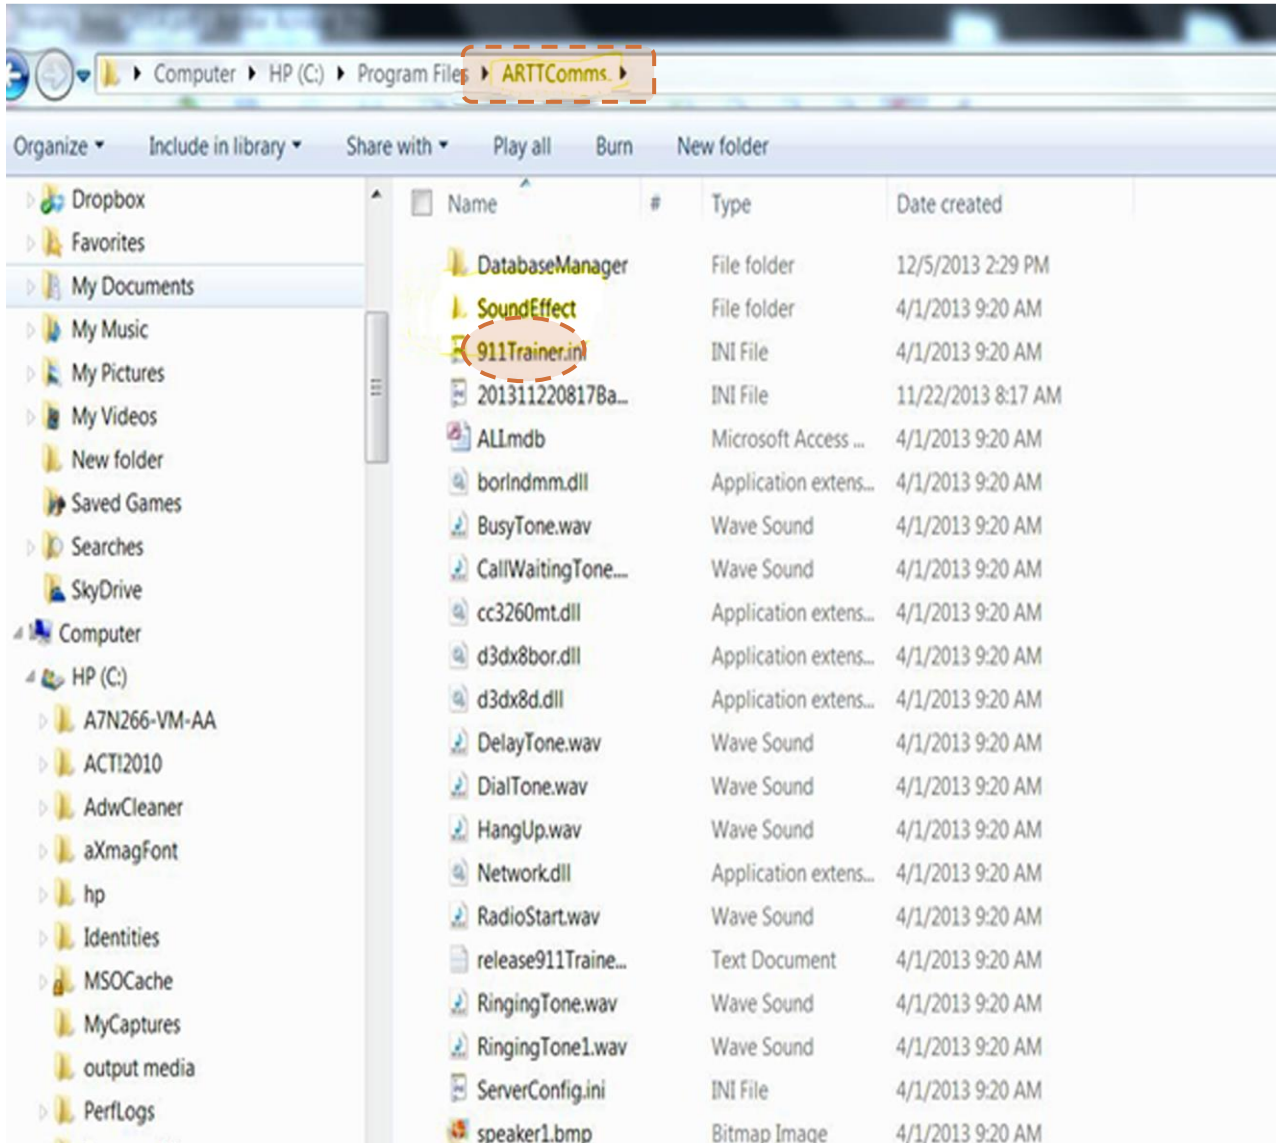 Computer HP (C:) Program Files ARTTComms.
Organize Include in library Share with Play all Burn New folder
Name # Type Date created
Dropbox
Favorites
My Documents
My Music
My Pictures
My Videos
New folder
Saved Games
Searches
SkyDrive
Computer
HP (C:)
A7N266-VM-AA
ACT!2010
AdwCleaner
aXmagFont
hp
Identities
MSOCache
MyCaptures
output media
PerfLogs
DatabaseManager File folder 12/5/2013 2:29 PM
SoundEffect File folder 4/1/2013 9:20 AM
911Trainer.ini INI File 4/1/2013 9:20 AM
201311220817Ba... INI File 11/22/2013 8:17 AM
ALI.mdb Microsoft Access ... 4/1/2013 9:20 AM
borlndmm.dll Application extens... 4/1/2013 9:20 AM
BusyTone.wav Wave Sound 4/1/2013 9:20 AM
CallWaitingTone.... Wave Sound 4/1/2013 9:20 AM
cc3260mt.dll Application extens... 4/1/2013 9:20 AM
d3dx8bor.dll Application extens... 4/1/2013 9:20 AM
d3dx8d.dll Application extens... 4/1/2013 9:20 AM
DelayTone.wav Wave Sound 4/1/2013 9:20 AM
DialTone.wav Wave Sound 4/1/2013 9:20 AM
HangUp.wav Wave Sound 4/1/2013 9:20 AM
Network.dll Application extens... 4/1/2013 9:20 AM
RadioStart.wav Wave Sound 4/1/2013 9:20 AM
release911Traine... Text Document 4/1/2013 9:20 AM
RingingTone.wav Wave Sound 4/1/2013 9:20 AM
RingingTone1.wav Wave Sound 4/1/2013 9:20 AM
ServerConfig.ini INI File 4/1/2013 9:20 AM
speaker1.bmp Bitmap Image 4/1/2013 9:20 AM